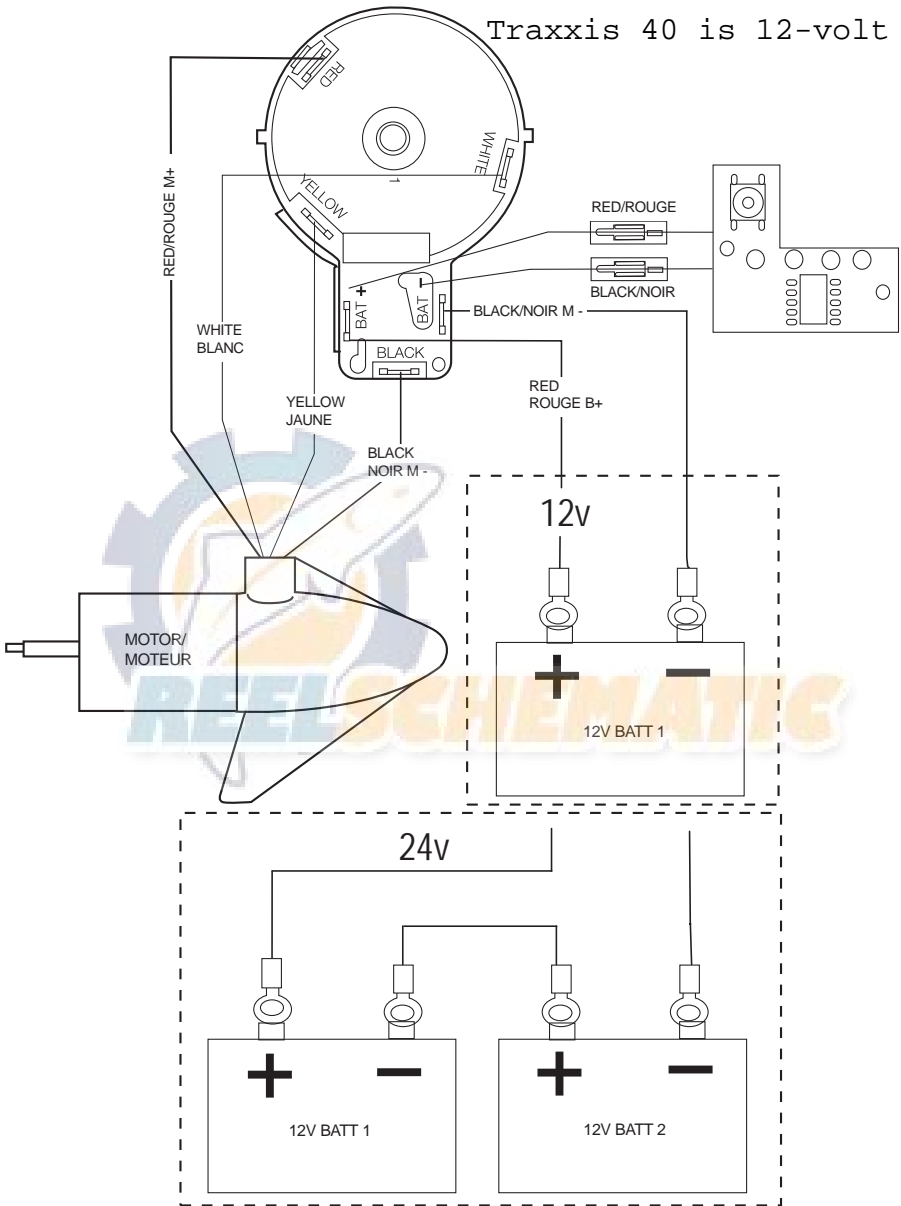 Traxxis 40 is 12-volt
RED
WHITE
YELLOW
1
RED/ROUGE M+
RED/ROUGE
BLACK/NOIR
BAT +
BAT -
BLACK/NOIR M -
BLACK
WHITE
BLANC
YELLOW
JAUNE
RED
ROUGE B+
BLACK
NOIR M -
12v
MOTOR/
MOTEUR
+ -
12V BATT 1
REELSCHEMATIC
24v
+ - + -
12V BATT 1
12V BATT 2